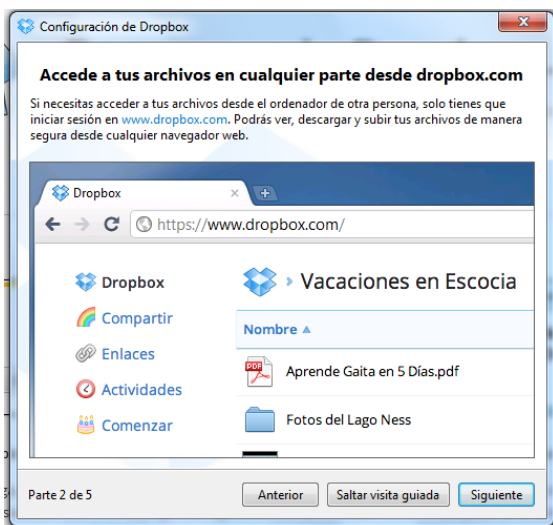 Configuración de Dropbox
Accede a tus archivos en cualquier parte desde dropbox.com
Si necesitas acceder a tus archivos desde el ordenador de otra persona, solo tienes que
iniciar sesión en www.dropbox.com. Podrás ver, descargar y subir tus archivos de manera
segura desde cualquier navegador web.
Dropbox
https://www.dropbox.com/
Dropbox
Compartir
Enlaces
Actividades
Comenzar
Vacaciones en Escocia
Nombre
PDF
Aprende Gaita en 5 Días.pdf
Fotos del Lago Ness
Parte 2 de 5
Anterior
Saltar visita guiada
Siguiente